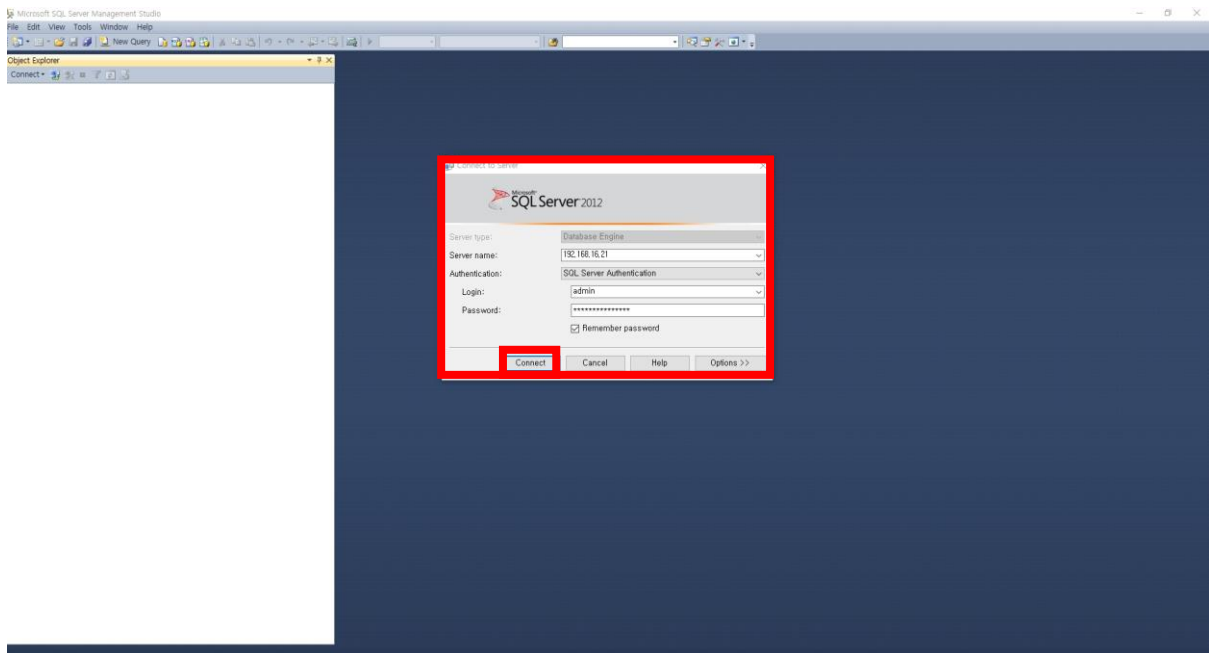 Microsoft SQL Server Management Studio
File Edit View Tools Window Help
New Query
Object Explorer
Connect
Connect to Server
Microsoft
SQL Server 2012
Server type: Database Engine
Server name: 192,168,16,21
Authentication: SQL Server Authentication
Login: admin
Password: ***************
Remember password
Connect Cancel Help Options >>